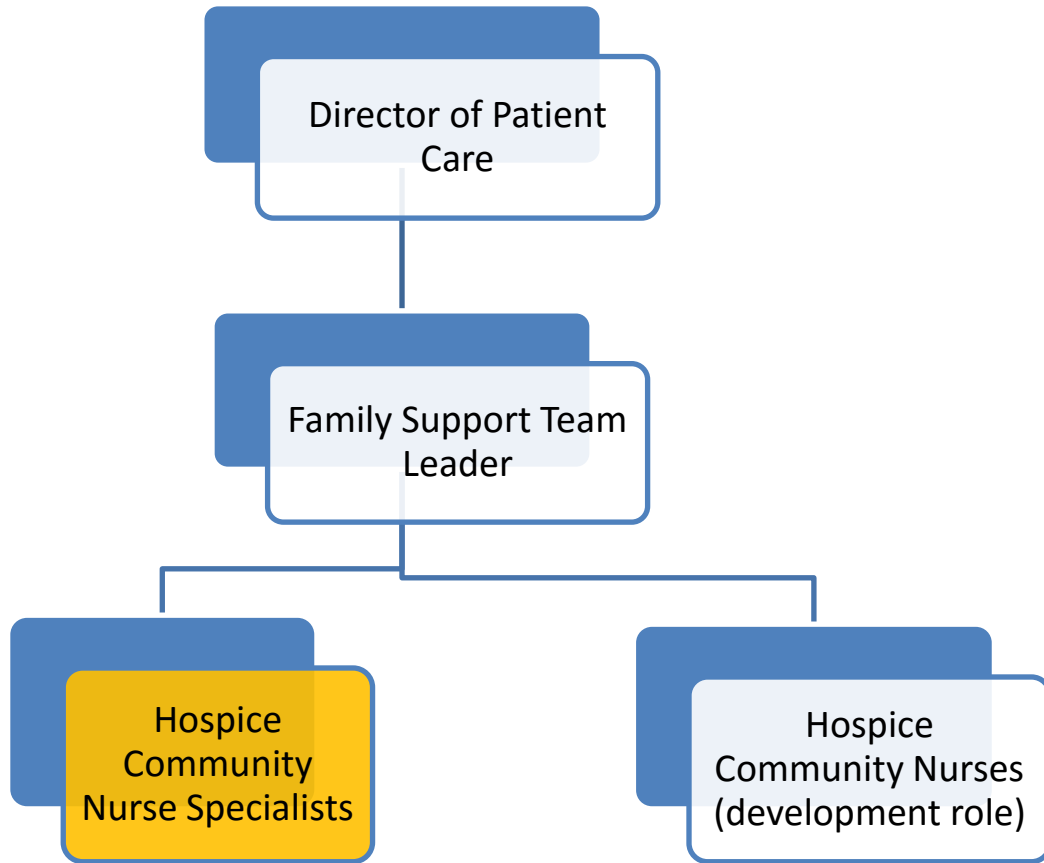 Director of Patient
Care
Family Support Team
Leader
Hospice
Community
Nurse Specialists
Hospice
Community Nurses
(development role)